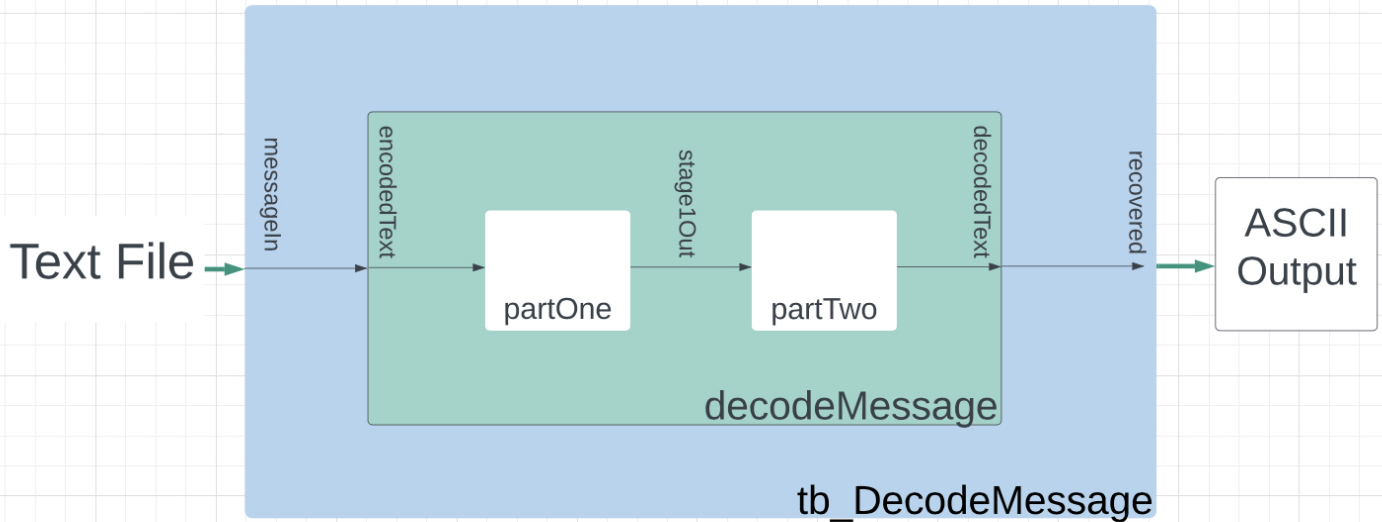 Text File
messageIn
encodedText
partOne
stage1Out
partTwo
decodedText
decodeMessage
recovered
tb_DecodeMessage
ASCII
Output